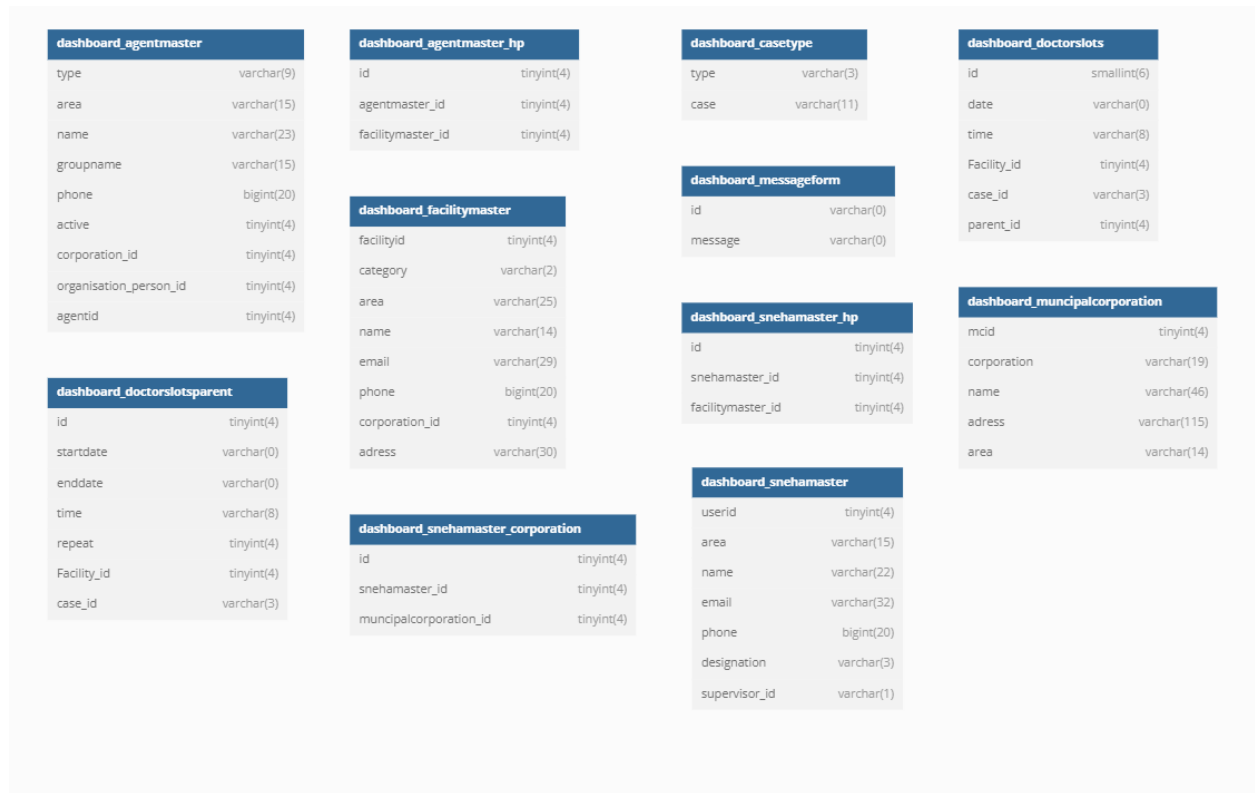 dashboard_agentmaster
type varchar(9)
area varchar(15)
name varchar(23)
groupname varchar(15)
phone bigint(20)
active tinyint(4)
corporation_id tinyint(4)
organisation_person_id tinyint(4)
agentid tinyint(4)
dashboard_doctorslotsparent
id tinyint(4)
startdate varchar(0)
enddate varchar(0)
time varchar(8)
repeat tinyint(4)
Facility_id tinyint(4)
case_id varchar(3)
dashboard_agentmaster_hp
id tinyint(4)
agentmaster_id tinyint(4)
facilitymaster_id tinyint(4)
dashboard_facilitymaster
facilityid tinyint(4)
category varchar(2)
area varchar(25)
name varchar(14)
email varchar(29)
phone bigint(20)
corporation_id tinyint(4)
adress varchar(30)
dashboard_snehamaster_corporation
id tinyint(4)
snehamaster_id tinyint(4)
muncipalcorporation_id tinyint(4)
dashboard_casetype
type varchar(3)
case varchar(11)
dashboard_messageform
id varchar(0)
message varchar(0)
dashboard_snehamaster_hp
id tinyint(4)
snehamaster_id tinyint(4)
facilitymaster_id tinyint(4)
dashboard_snehamaster
userid tinyint(4)
area varchar(15)
name varchar(22)
email varchar(32)
phone bigint(20)
designation varchar(3)
supervisor_id varchar(1)
dashboard_doctorslots
id smallint(6)
date varchar(0)
time varchar(8)
Facility_id tinyint(4)
case_id varchar(3)
parent_id tinyint(4)
dashboard_muncipalcorporation
mcid tinyint(4)
corporation varchar(19)
name varchar(46)
adress varchar(115)
area varchar(14)